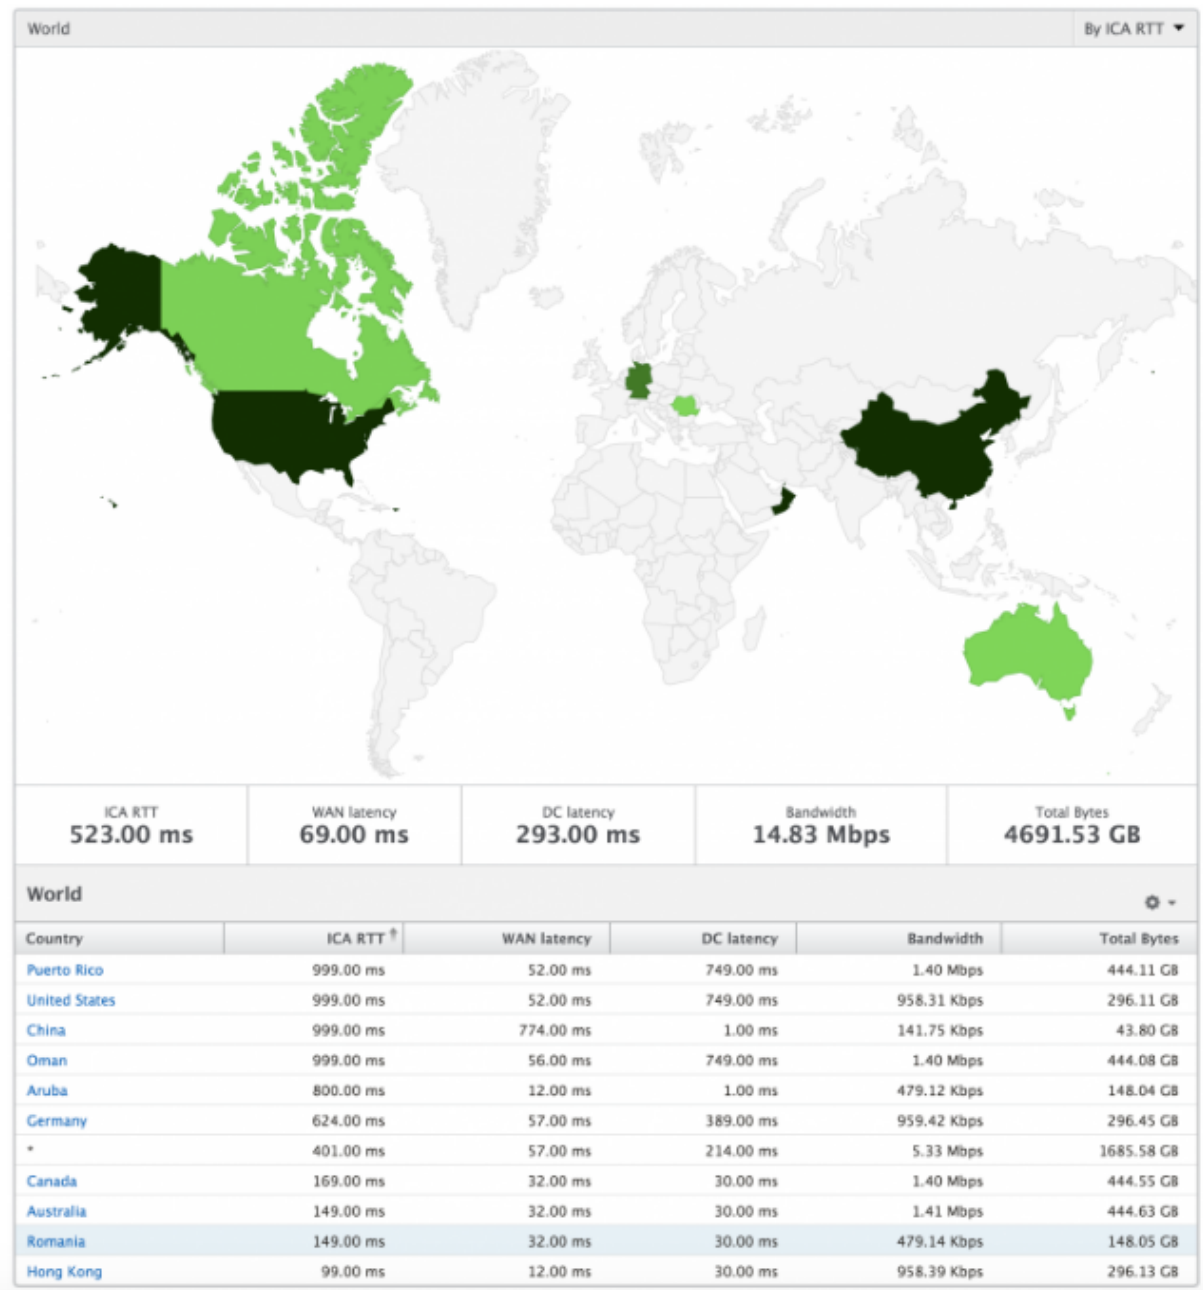 World By ICA RTT
ICA RTT WAN latency DC latency Bandwidth Total Bytes
523.00 ms 69.00 ms 293.00 ms 14.83 Mbps 4691.53 GB
World
Country ICA RTT WAN latency DC latency Bandwidth Total Bytes
Puerto Rico 999.00 ms 52.00 ms 749.00 ms 1.40 Mbps 444.11 GB
United States 999.00 ms 52.00 ms 749.00 ms 958.31 Kbps 296.11 GB
China 999.00 ms 774.00 ms 1.00 ms 141.75 Kbps 43.80 GB
Oman 999.00 ms 56.00 ms 749.00 ms 1.40 Mbps 444.08 GB
Aruba 800.00 ms 12.00 ms 1.00 ms 479.12 Kbps 148.04 GB
Germany 624.00 ms 57.00 ms 389.00 ms 959.42 Kbps 296.45 GB
* 401.00 ms 57.00 ms 214.00 ms 5.33 Mbps 1685.58 GB
Canada 169.00 ms 32.00 ms 30.00 ms 1.40 Mbps 444.55 GB
Australia 149.00 ms 32.00 ms 30.00 ms 1.41 Mbps 444.63 GB
Romania 149.00 ms 32.00 ms 30.00 ms 479.14 Kbps 148.05 GB
Hong Kong 99.00 ms 12.00 ms 30.00 ms 958.39 Kbps 296.13 GB